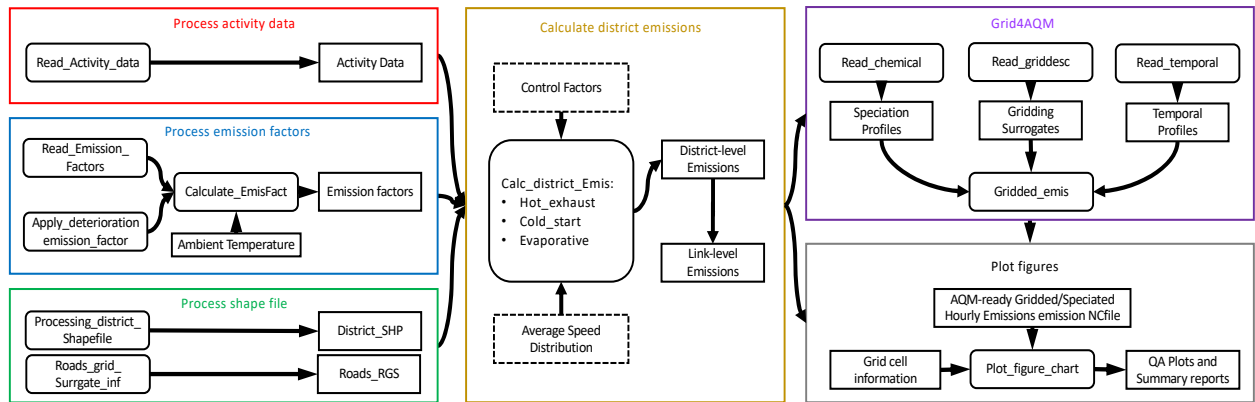 Process activity data
Read_Activity_data
Activity Data
Process emission factors
Read_Emission_
Factors
Calculate_EmisFact
Emission factors
Apply_deterioration
emission_factor
Ambient Temperature
Process shape file
Processing_district_
Shapefile
District_SHP
Roads_grid_
Surrgate_inf
Roads_RGS
Calculate district emissions
Control Factors
Calc_district_Emis:
• Hot_exhaust
• Cold_start
• Evaporative
District-level
Emissions
Link-level
Emissions
Average Speed
Distribution
Grid4AQM
Read_chemical
Read_griddesc
Read_temporal
Speciation
Profiles
Gridding
Surrogates
Temporal
Profiles
Gridded_emis
Plot figures
AQM-ready Gridded/Speciated
Hourly Emissions emission NCfile
Grid cell
information
Plot_figure_chart
QA Plots and
Summary reports